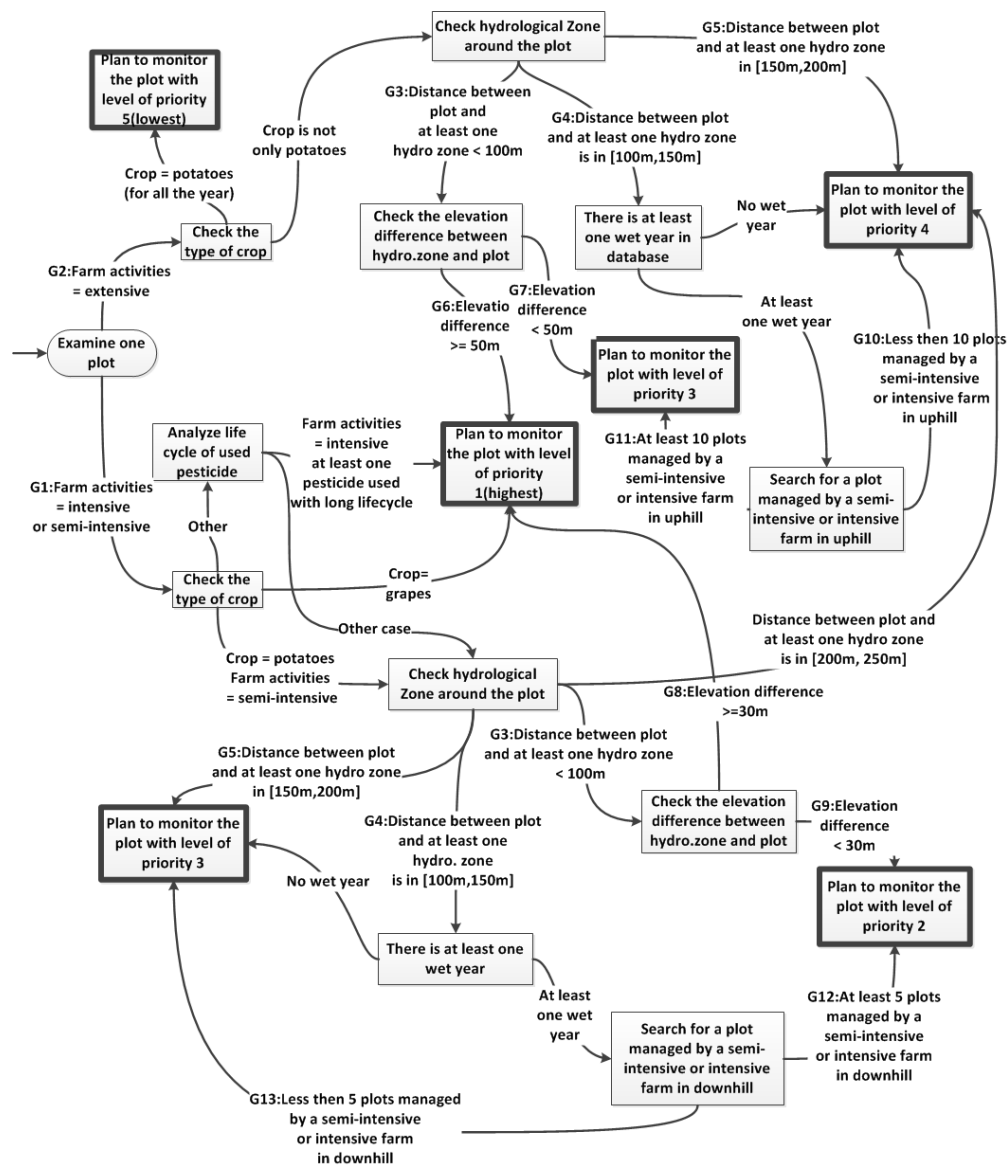 Check hydrological Zone
around the plot
G5:Distance between plot
and at least one hydro zone
in [150m,200m]
Plan to monitor
the plot with
level of priority
5(lowest)
G3:Distance between
plot and
at least one
hydro zone < 100m
G4:Distance between plot
and at least one hydro zone
is in [100m,150m]
Crop is not
only potatoes
Crop = potatoes
(for all the year)
Check the
type of crop
Check the elevation
difference between
hydro.zone and plot
There is at least
one wet year in
database
No wet
year
Plan to monitor the
plot with level of
priority 4
G2:Farm activities
= extensive
G6:Elevatio
difference
>= 50m
G7:Elevation
difference
< 50m
At least
one wet year
Examine one
plot
Plan to monitor the
plot with level of
priority 3
G10:Less then 10 plots
managed by a
semi-intensive
or intensive farm
in uphill
Analyze life
cycle of used
pesticide
Farm activities
= intensive
at least one
pesticide used
with long lifecycle
Plan to monitor
the plot with level
of priority
1(highest)
G11:At least 10 plots
managed by a
semi-intensive
or intensive farm
in uphill
Search for a plot
managed by a semi-
intensive or intensive
farm in uphill
G1:Farm activities
= intensive
or semi-intensive
Other
Check the
type of crop
Crop=
grapes
Other case
Distance between plot and
at least one hydro zone
is in [200m, 250m]
Crop = potatoes
Farm activities
= semi-intensive
Check hydrological
Zone around the plot
G8:Elevation difference
>=30m
G5:Distance between plot
and at least one hydro zone
in [150m,200m]
G3:Distance between plot
and at least one hydro zone
< 100m
Plan to monitor the
plot with level of
priority 3
G4:Distance between plot
and at least one
hydro. zone
is in [100m,150m]
Check the elevation
difference between
hydro.zone and plot
G9:Elevation
difference
< 30m
No wet year
Plan to monitor the
plot with level of
priority 2
There is at least one
wet year
At least
one wet
year
Search for a plot
managed by a semi-
intensive or intensive
farm in downhill
G12:At least 5 plots
managed by a
semi-intensive
or intensive farm
in downhill
G13:Less then 5 plots managed
by a semi-intensive
or intensive farm
in downhill